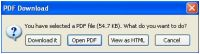 PDF Download
You have selected a PDF file (54.7 KB). What do you want to do?
Download it
Open PDF
View as HTML
Cancel